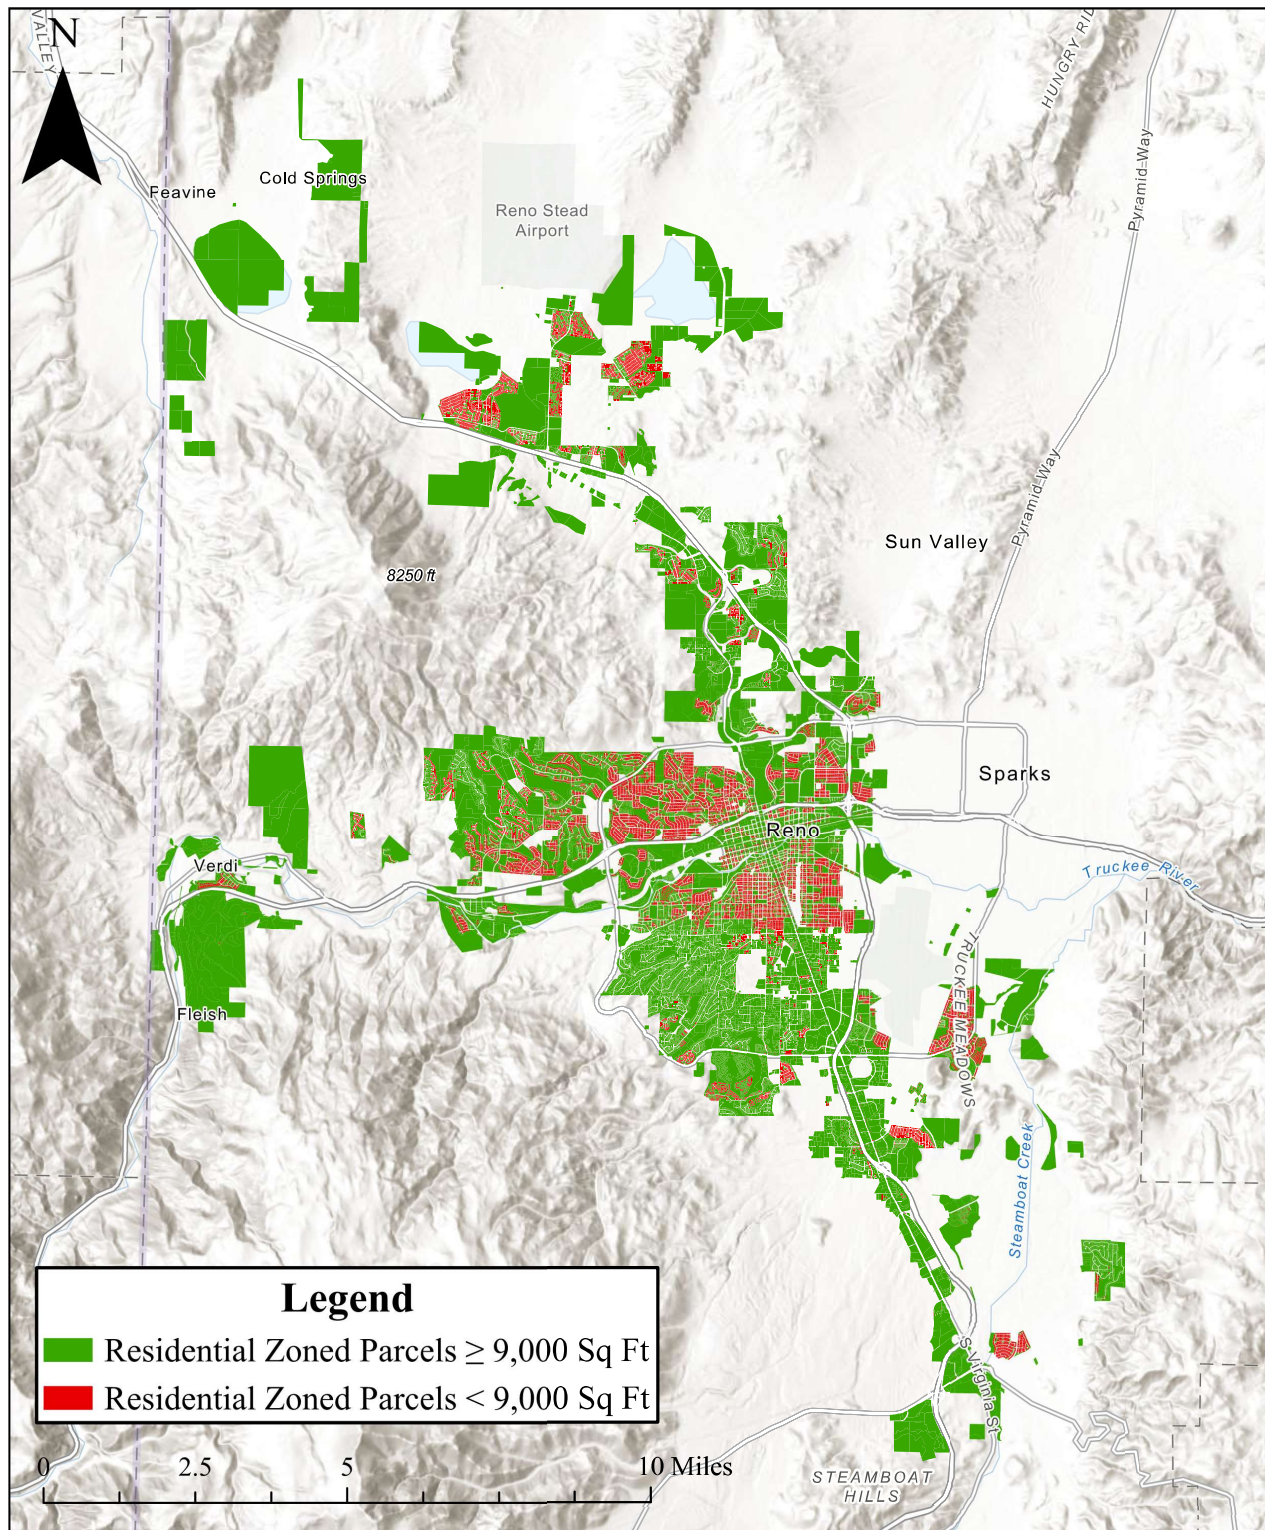 VALLEY
N
HUNGRY RID
Pyramid Way
Peavine
Cold Springs
Reno Stead
Airport
Pyramid Way
Sun Valley
8250 ft
Sparks
Reno
Verdi
Truckee River
TRUCKEE MEADOWS
Fleish
Steamboat Creek
Legend
Residential Zoned Parcels ≥ 9,000 Sq Ft
Residential Zoned Parcels < 9,000 Sq Ft
S Virginia St
0 2.5 5 10 Miles
STEAMBOAT
HILLS